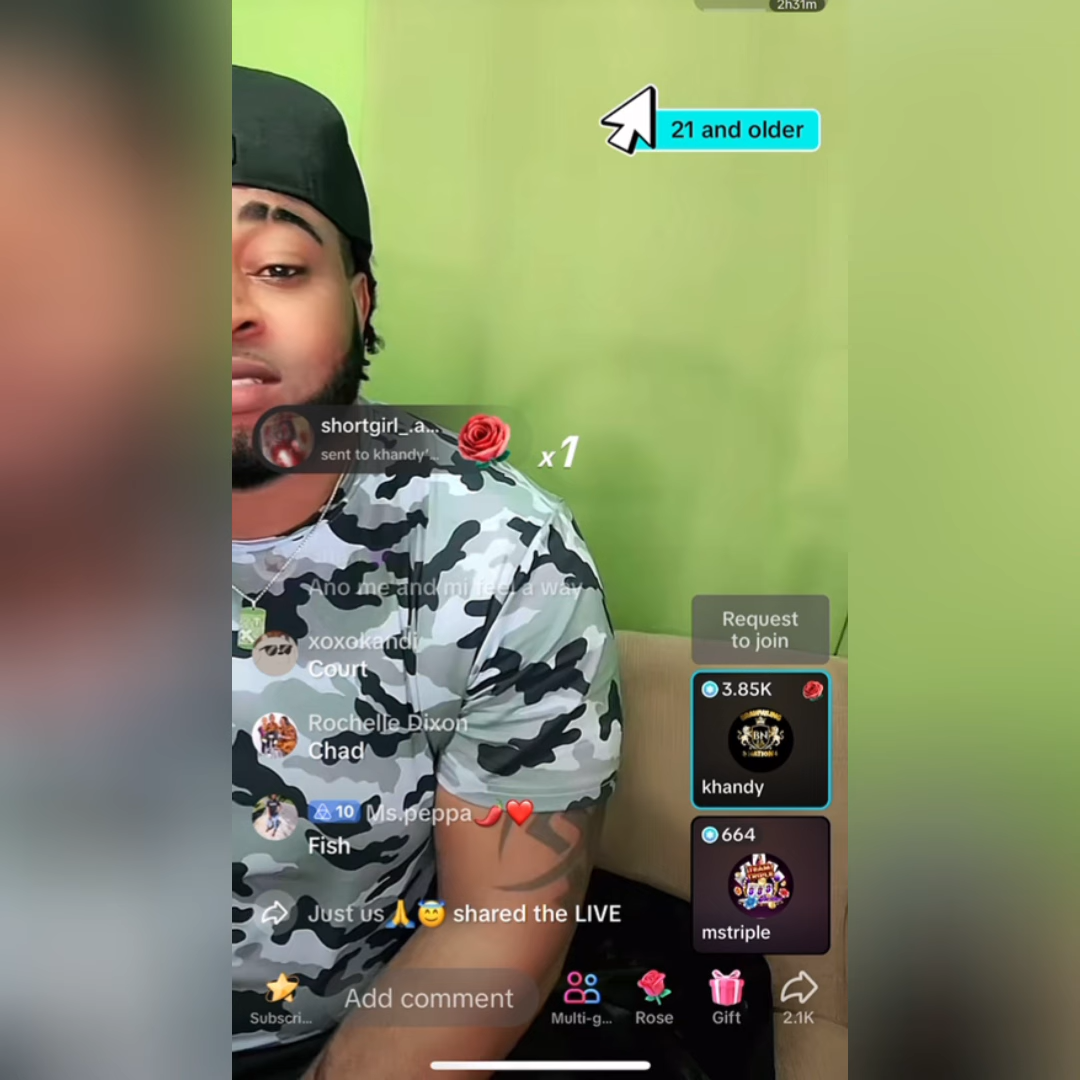 2h31m
21 and older
shortgirl_.a...
sent to khandy'...
x1
Ano me and mi feel a way
xoxokandi
Court
Rochelle Dixon
Chad
10 Ms.peppa🌶️❤️
Fish
Just us🙏😇 shared the LIVE
Request
to join
3.85K
BN
khandy
664
mstriple
Subscri...
Add comment
Multi-g...
Rose
Gift
2.1K